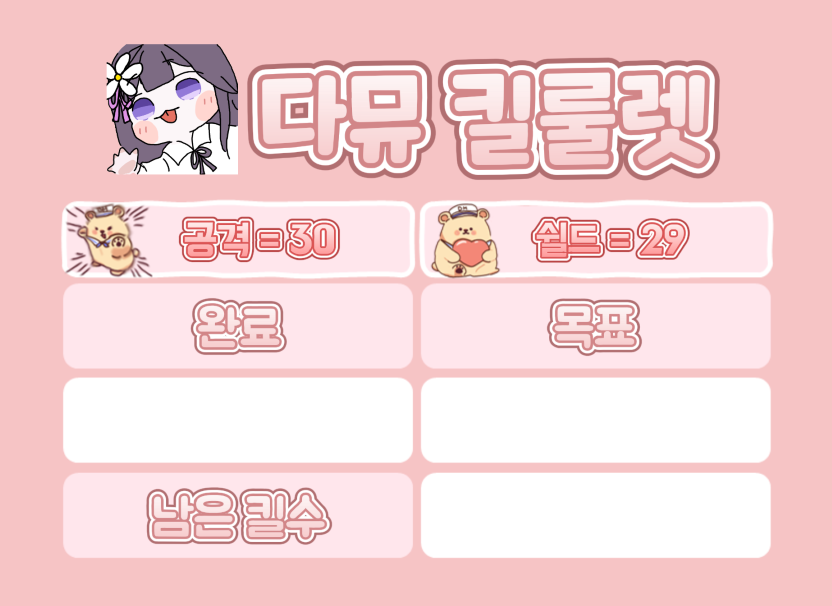 다뮤 킬룰렛
공격 = 30
쉴드 = 29
완료
목표
남은 킬수